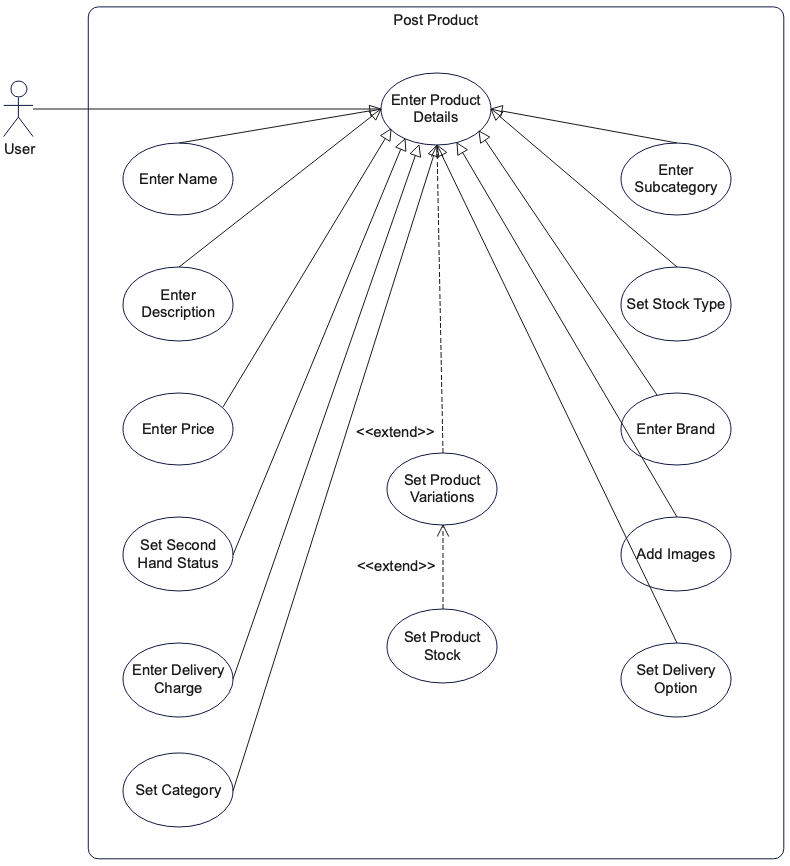 Post Product
Enter Product
Details
User
Enter Name
Enter
Subcategory
Enter
Description
Set Stock Type
Enter Price
<<extend>>
Enter Brand
Set Product
Variations
Set Second
Hand Status
<<extend>>
Add Images
Set Product
Stock
Enter Delivery
Charge
Set Delivery
Option
Set Category